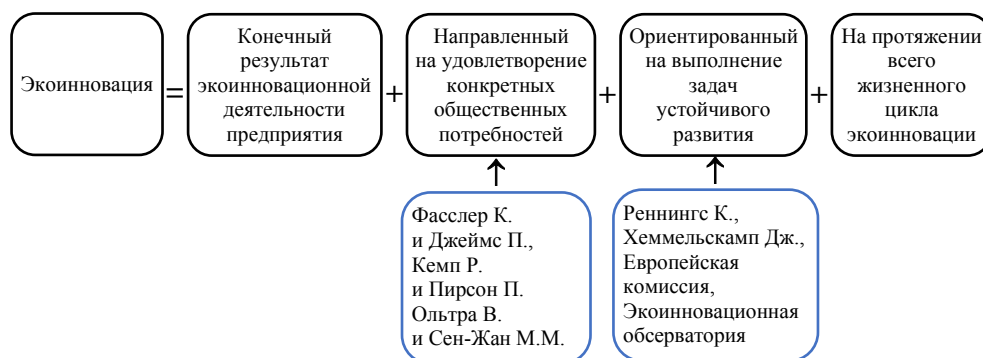 Экоинновация
=
Конечный
результат
экоинновационной
деятельности
предприятия
+
Направленный
на удовлетворение
конкретных
общественных
потребностей
+
Ориентированный
на выполнение
задач
устойчивого
развития
+
На протяжении
всего
жизненного
цикла
экоинновации
Фасслер К.
и Джеймс П.,
Кемп Р.
и Пирсон П.
Ольтра В.
и Сен-Жан М.М.
Реннингс К.,
Хеммельскамп Дж.,
Европейская
комиссия,
Экоинновационная
обсерватория